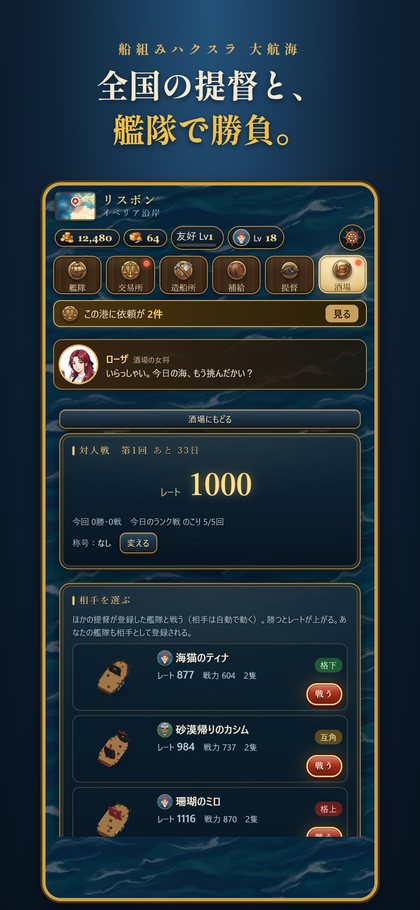 船組みハクスラ 大航海
全国の提督と、
艦隊で勝負。
リスボン
イベリア沿岸
12,480
64
友好 Lv1
Lv 18
艦隊
交易所
造船所
補給
提督
酒場
この港に依頼が 2件
見る
ローザ 酒場の女将
いらっしゃい。今日の海、もう挑んだかい？
酒場にもどる
対人戦 第1回 あと 33日
レート 1000
今回 0勝・0戦 今日のランク戦 のこり 5/5回
称号：なし 変える
相手を選ぶ
ほかの提督が登録した艦隊と戦う（相手は自動で動く）。勝つとレートが上がる。あ
なたの艦隊も相手として登録される。
海猫のティナ
格下
レート 877 戦力 604 2隻
戦う
砂漠帰りのカシム
互角
レート 984 戦力 737 2隻
戦う
珊瑚のミロ
格上
レート 1116 戦力 870 2隻
戦う